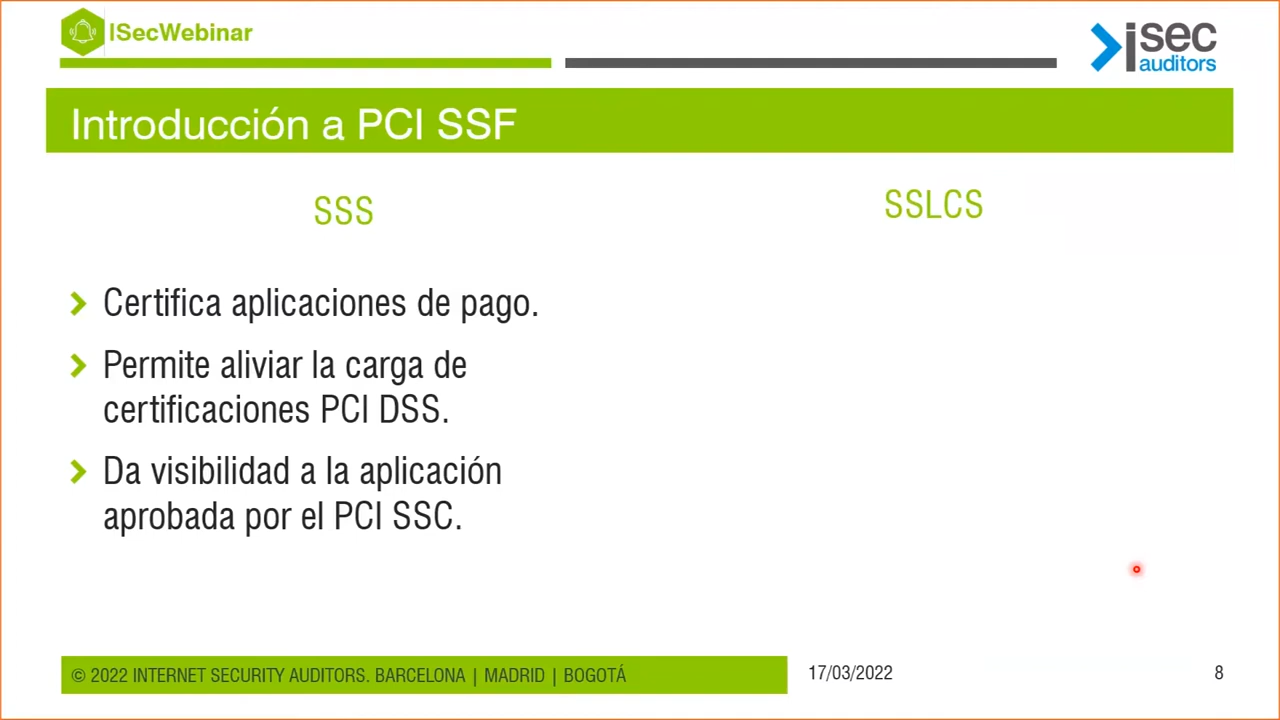 ISecWebinar
isec
auditors
Introducción a PCI SSF
SSS
SSLCS
Certifica aplicaciones de pago.
Permite aliviar la carga de
certificaciones PCI DSS.
Da visibilidad a la aplicación
aprobada por el PCI SSC.
© 2022 INTERNET SECURITY AUDITORS. BARCELONA | MADRID | BOGOTÁ
17/03/2022
8